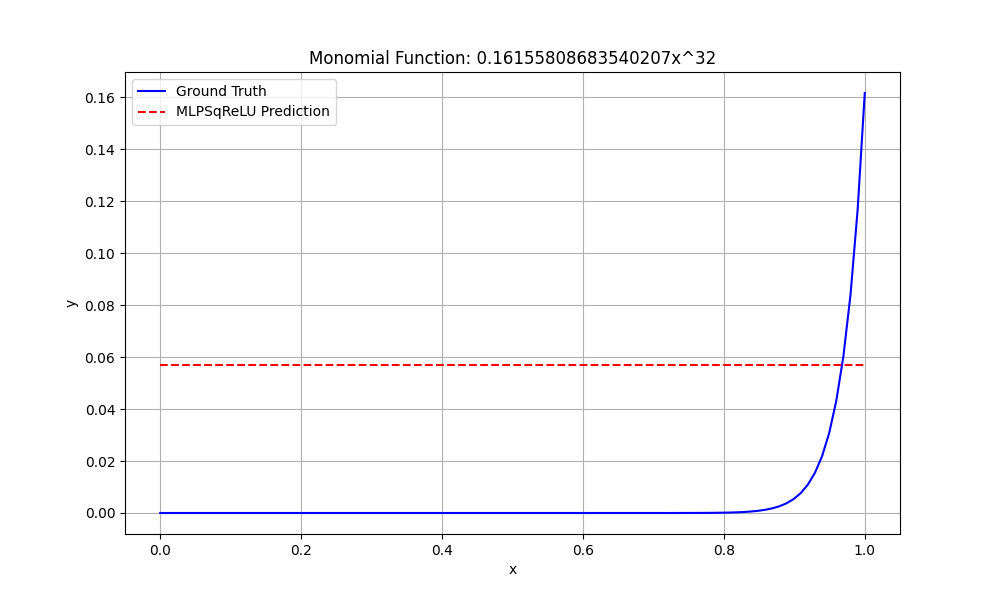 Monomial Function: 0.16155808683540207x^32
Ground Truth
MLPSqReLU Prediction
0.16
0.14
0.12
0.10
0.08
0.06
0.04
0.02
0.00
y
0.0 0.2 0.4 0.6 0.8 1.0
x